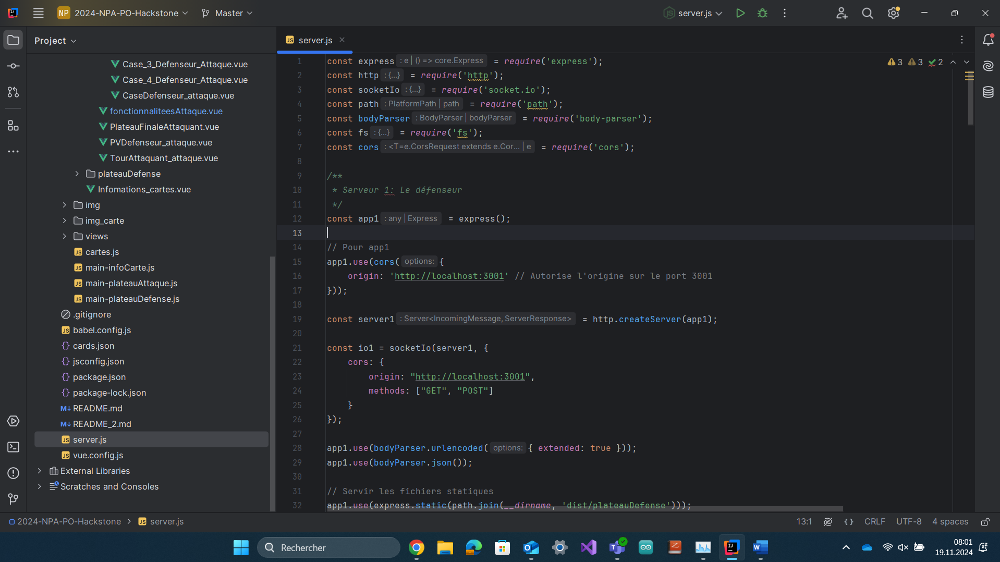 NP 2024-NPA-PO-Hackstone Master server.js
Project
Case_3_Defenseur_Attaque.vue
Case_4_Defenseur_Attaque.vue
CaseDefenseur_attaque.vue
fonctionnaliteesAttaque.vue
PlateauFinaleAttaquant.vue
PVDefenseur_attaque.vue
TourAttaquant_attaque.vue
plateauDefense
Infomations_cartes.vue
img
img_carte
views
cartes.js
main-infoCarte.js
main-plateauAttaque.js
main-plateauDefense.js
.gitignore
babel.config.js
cards.json
jsconfig.json
package.json
package-lock.json
README.md
README_2.md
server.js
vue.config.js
External Libraries
Scratches and Consoles
server.js
3 3 2
1 const express : e | () => core.Express = require('express');
2 const http : {...} = require('http');
3 const socketIo : {...} = require('socket.io');
4 const path : PlatformPath | path = require('path');
5 const bodyParser : BodyParser | bodyParser = require('body-parser');
6 const fs : {...} = require('fs');
7 const cors : <T=e.CorsRequest extends e.Cor... | e = require('cors');
8
9 /**
10 * Serveur 1: Le défenseur
11 */
12 const app1 : any | Express = express();
13
14 // Pour app1
15 app1.use(cors( options: {
16 origin: 'http://localhost:3001' // Autorise l'origine sur le port 3001
17 }));
18
19 const server1 : Server<IncomingMessage, ServerResponse> = http.createServer(app1);
20
21 const io1 = socketIo(server1, {
22 cors: {
23 origin: "http://localhost:3001",
24 methods: ["GET", "POST"]
25 }
26 });
27
28 app1.use(bodyParser.urlencoded( options: { extended: true }));
29 app1.use(bodyParser.json());
30
31 // Servir les fichiers statiques
32 app1.use(express.static(path.join(__dirname, 'dist/plateauDefense')));
2024-NPA-PO-Hackstone > server.js
13:1 CRLF UTF-8 4 spaces
Rechercher
08:01
19.11.2024